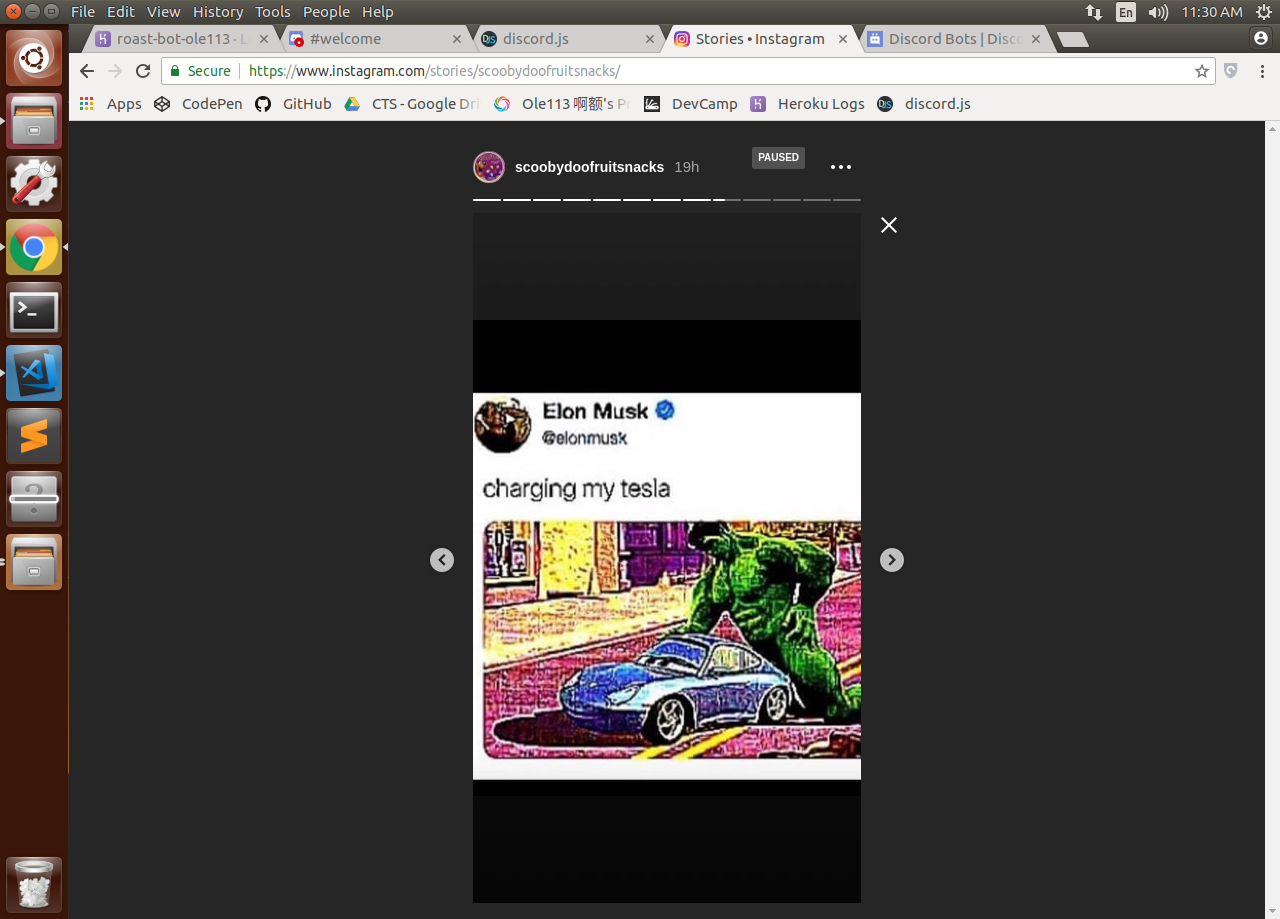 File Edit View History Tools People Help
En 11:30 AM
roast-bot-ole113 · L
#welcome
discord.js
Stories • Instagram
Discord Bots | Disc
Secure https://www.instagram.com/stories/scoobydoofruitsnacks/
Apps CodePen GitHub CTS - Google Dri Ole113 啊额's Pr DevCamp Heroku Logs discord.js
scoobydoofruitsnacks 19h PAUSED
Elon Musk
@elonmusk
charging my tesla